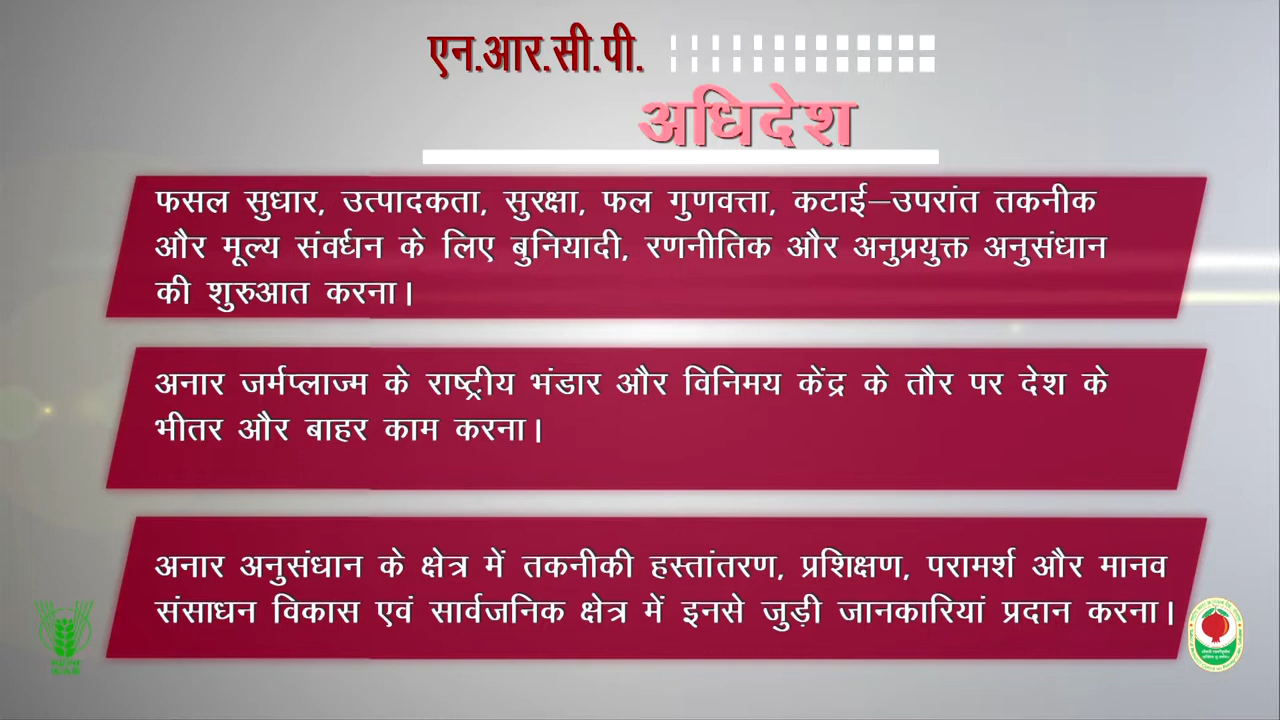 एन.आर.सी.पी.
अधिदेश
फसल सुधार, उत्पादकता, सुरक्षा, फल गुणवत्ता, कटाई–उपरांत तकनीक
और मूल्य संवर्धन के लिए बुनियादी, रणनीतिक और अनुप्रयुक्त अनुसंधान
की शुरुआत करना।
अनार जर्मप्लाज्म के राष्ट्रीय भंडार और विनिमय केंद्र के तौर पर देश के
भीतर और बाहर काम करना।
अनार अनुसंधान के क्षेत्र में तकनीकी हस्तांतरण, प्रशिक्षण, परामर्श और मानव
संसाधन विकास एवं सार्वजनिक क्षेत्र में इनसे जुड़ी जानकारियां प्रदान करना।